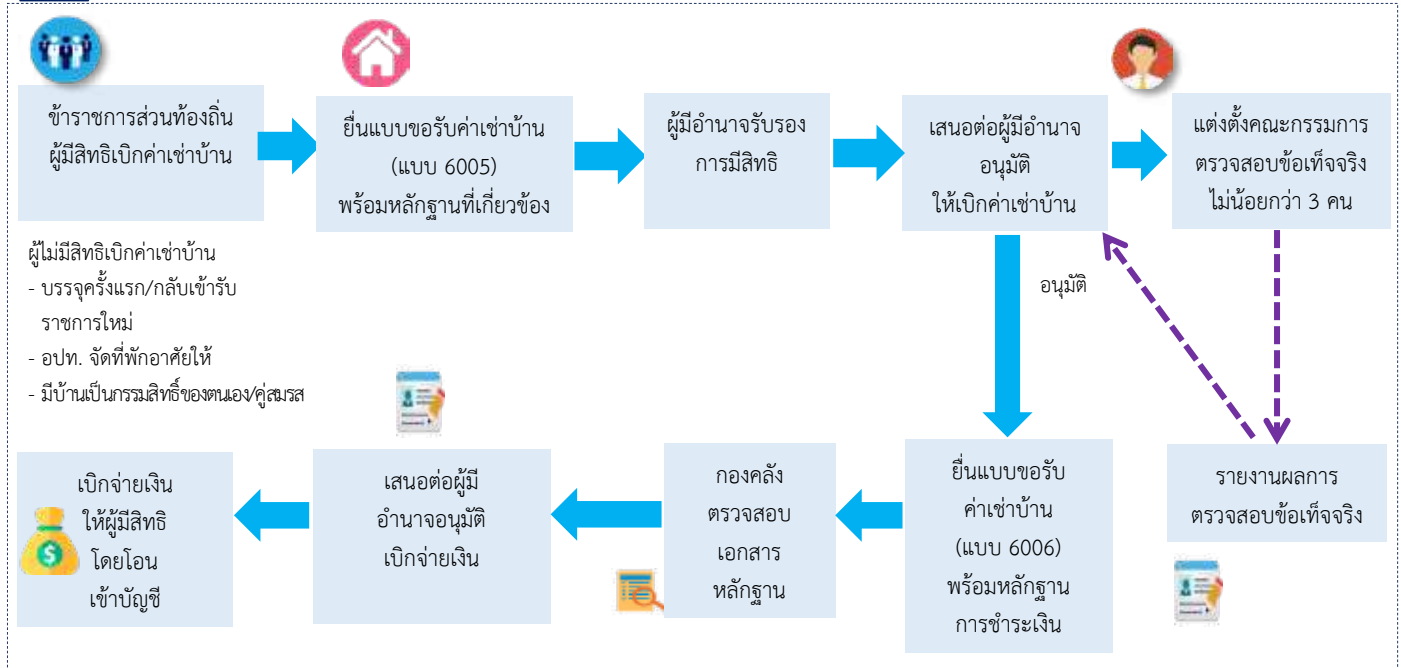 ข้าราชการส่วนท้องถิ่น
ผู้มีสิทธิเบิกค่าเช่าบ้าน
ยื่นแบบขอรับค่าเช่าบ้าน
(แบบ 6005)
พร้อมหลักฐานที่เกี่ยวข้อง
ผู้มีอำนาจรับรอง
การมีสิทธิ
เสนอต่อผู้มีอำนาจ
อนุมัติ
ให้เบิกค่าเช่าบ้าน
แต่งตั้งคณะกรรมการ
ตรวจสอบข้อเท็จจริง
ไม่น้อยกว่า 3 คน
ผู้ไม่มีสิทธิเบิกค่าเช่าบ้าน
- บรรจุครั้งแรก/กลับเข้ารับ
ราชการใหม่
- อปท. จัดที่พักอาศัยให้
- มีบ้านเป็นกรรมสิทธิ์ของตนเอง/คู่สมรส
อนุมัติ
รายงานผลการ
ตรวจสอบข้อเท็จจริง
ยื่นแบบขอรับ
ค่าเช่าบ้าน
(แบบ 6006)
พร้อมหลักฐาน
การชำระเงิน
กองคลัง
ตรวจสอบ
เอกสาร
หลักฐาน
เสนอต่อผู้มี
อำนาจอนุมัติ
เบิกจ่ายเงิน
เบิกจ่ายเงิน
ให้ผู้มีสิทธิ
โดยโอน
เข้าบัญชี